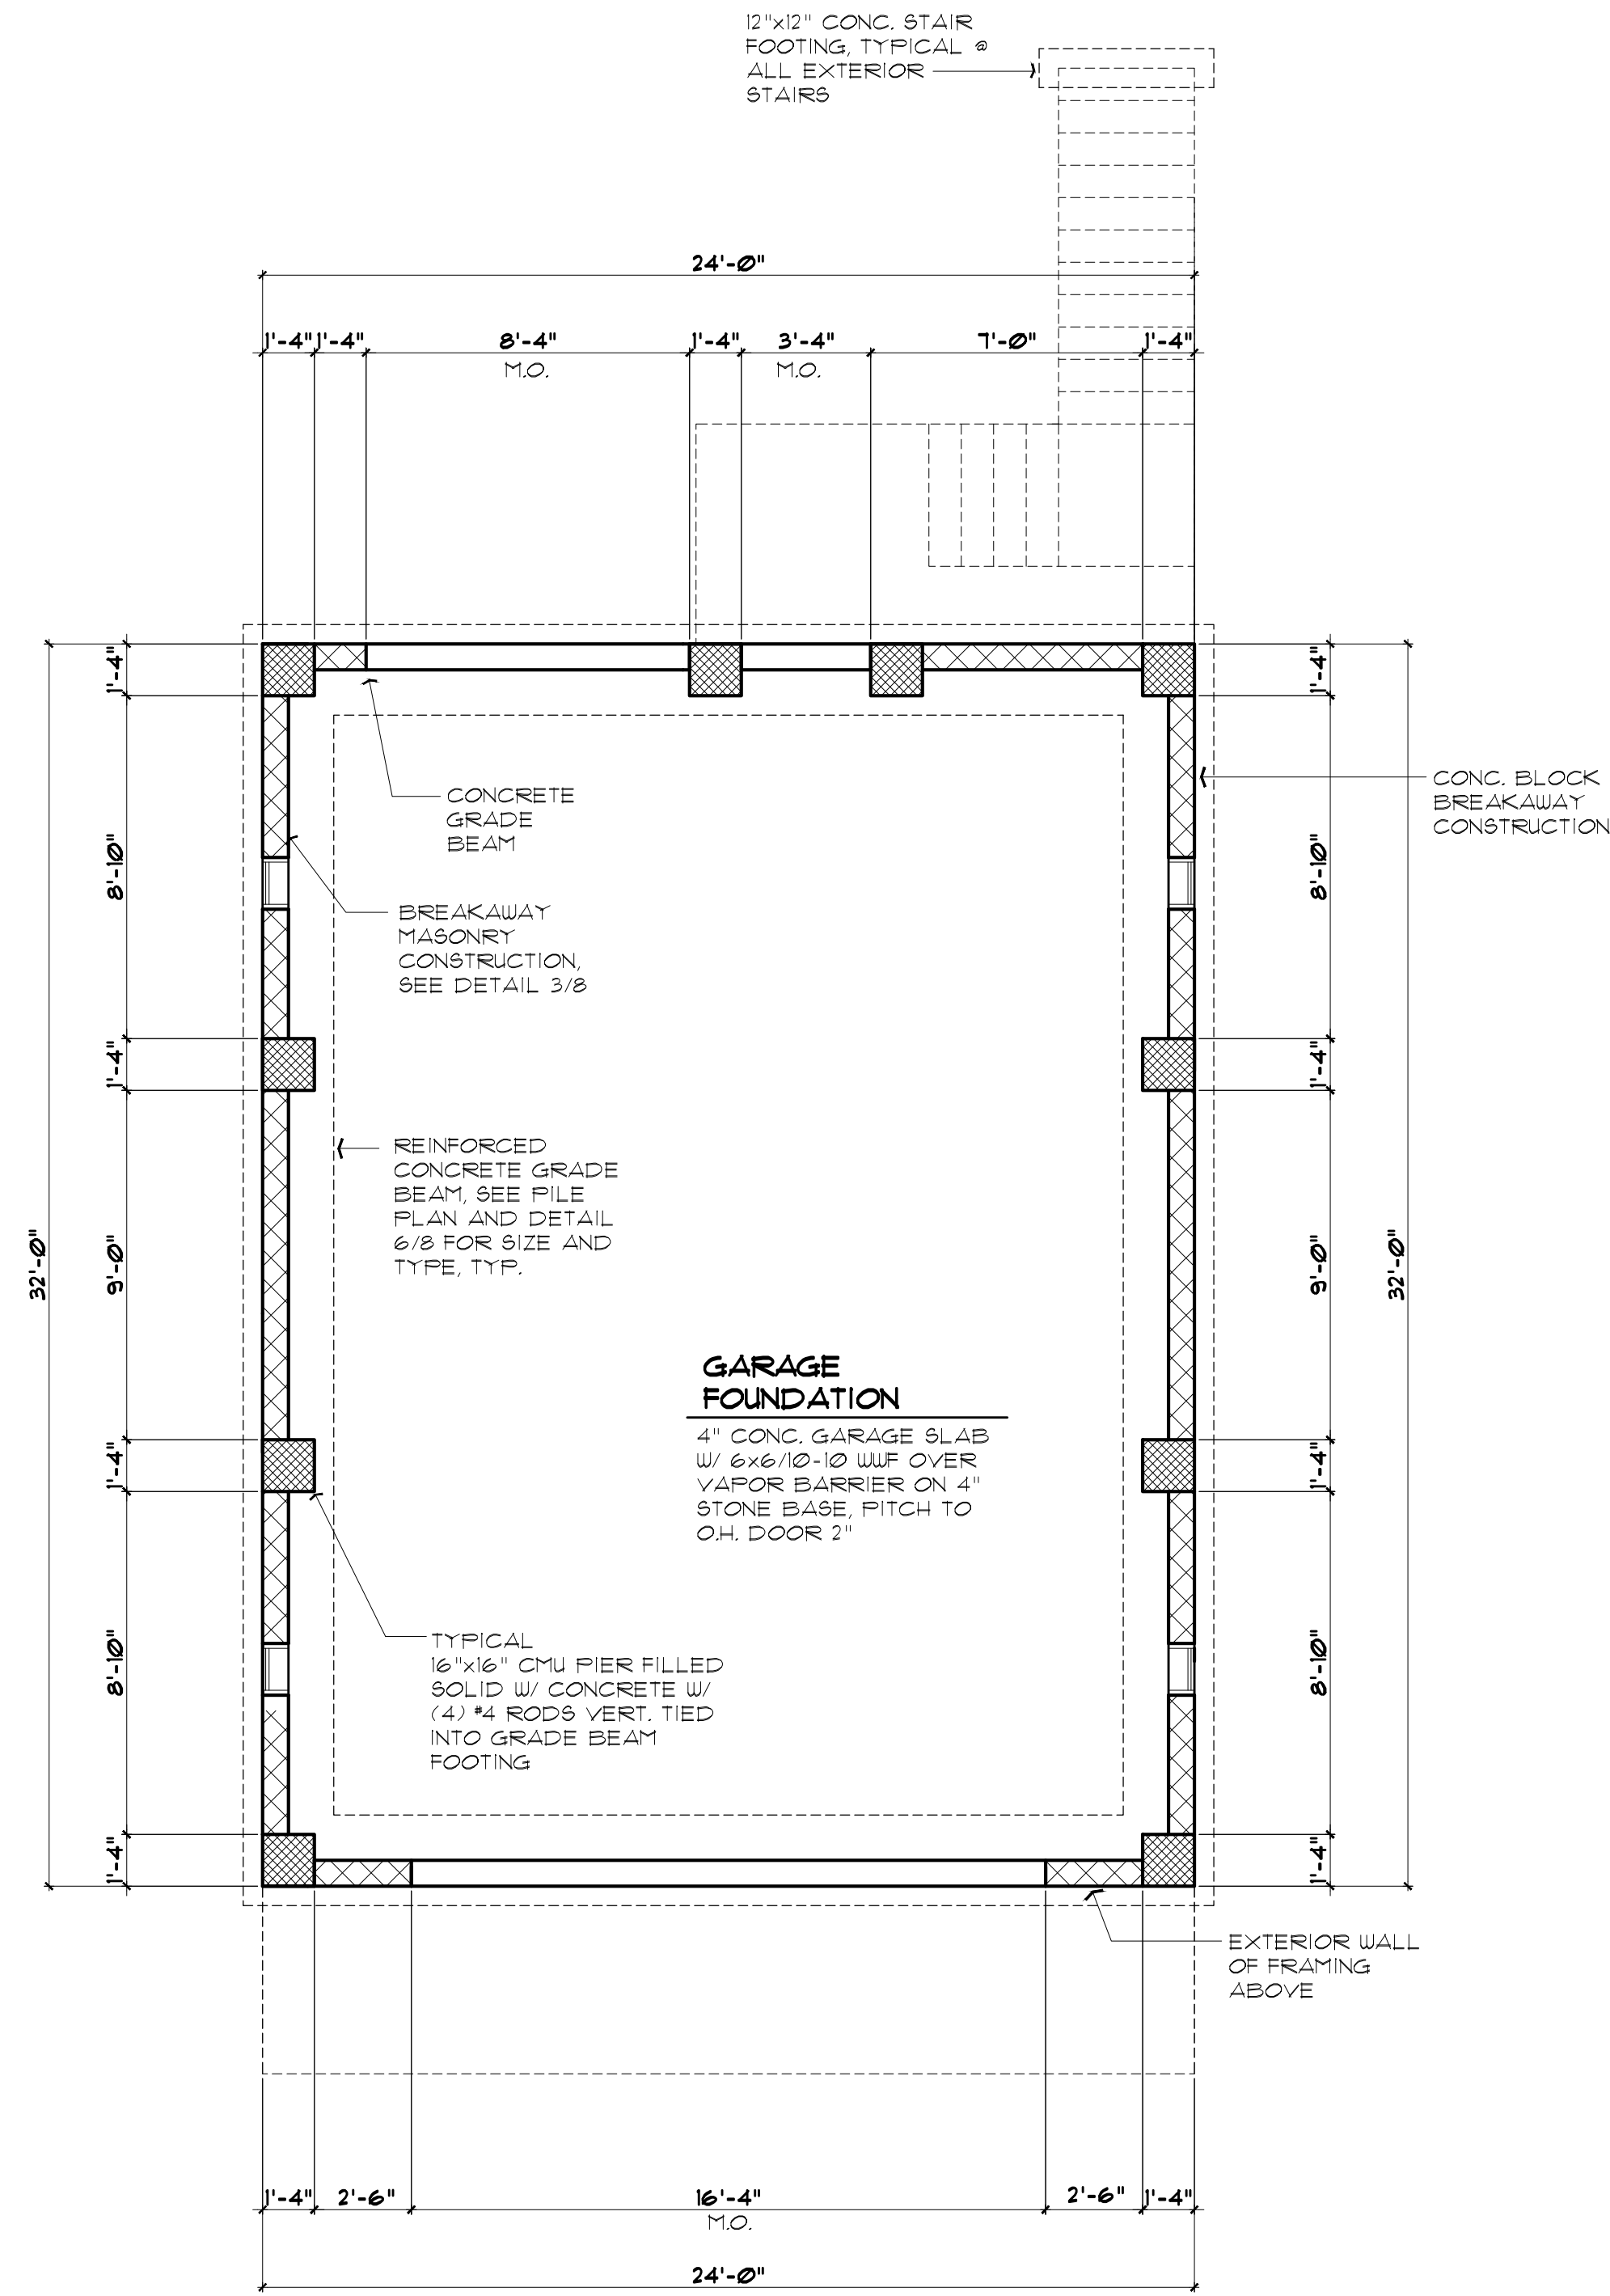 12"x12" CONC. STAIR
FOOTING, TYPICAL @
ALL EXTERIOR
STAIRS
24'-0"
1'-4"
1'-4"
8'-4"
1'-4"
3'-4"
7'-0"
1'-4"
M.O.
M.O.
1'-4"
8'-10"
1'-4"
9'-0"
1'-4"
8'-10"
1'-4"
32'-0"
CONCRETE
GRADE
BEAM
BREAKAWAY
MASONRY
CONSTRUCTION,
SEE DETAIL 3/8
REINFORCED
CONCRETE GRADE
BEAM, SEE PILE
PLAN AND DETAIL
6/8 FOR SIZE AND
TYPE, TYP.
GARAGE
FOUNDATION
4" CONC. GARAGE SLAB
W/ 6x6/10-10 WWF OVER
VAPOR BARRIER ON 4"
STONE BASE, PITCH TO
O.H. DOOR 2"
TYPICAL
16"x16" CMU PIER FILLED
SOLID W/ CONCRETE W/
(4) #4 RODS VERT. TIED
INTO GRADE BEAM
FOOTING
CONC. BLOCK
BREAKAWAY
CONSTRUCTION
1'-4"
8'-10"
1'-4"
9'-0"
1'-4"
8'-10"
1'-4"
32'-0"
EXTERIOR WALL
OF FRAMING
ABOVE
1'-4"
2'-6"
16'-4"
2'-6"
1'-4"
M.O.
24'-0"